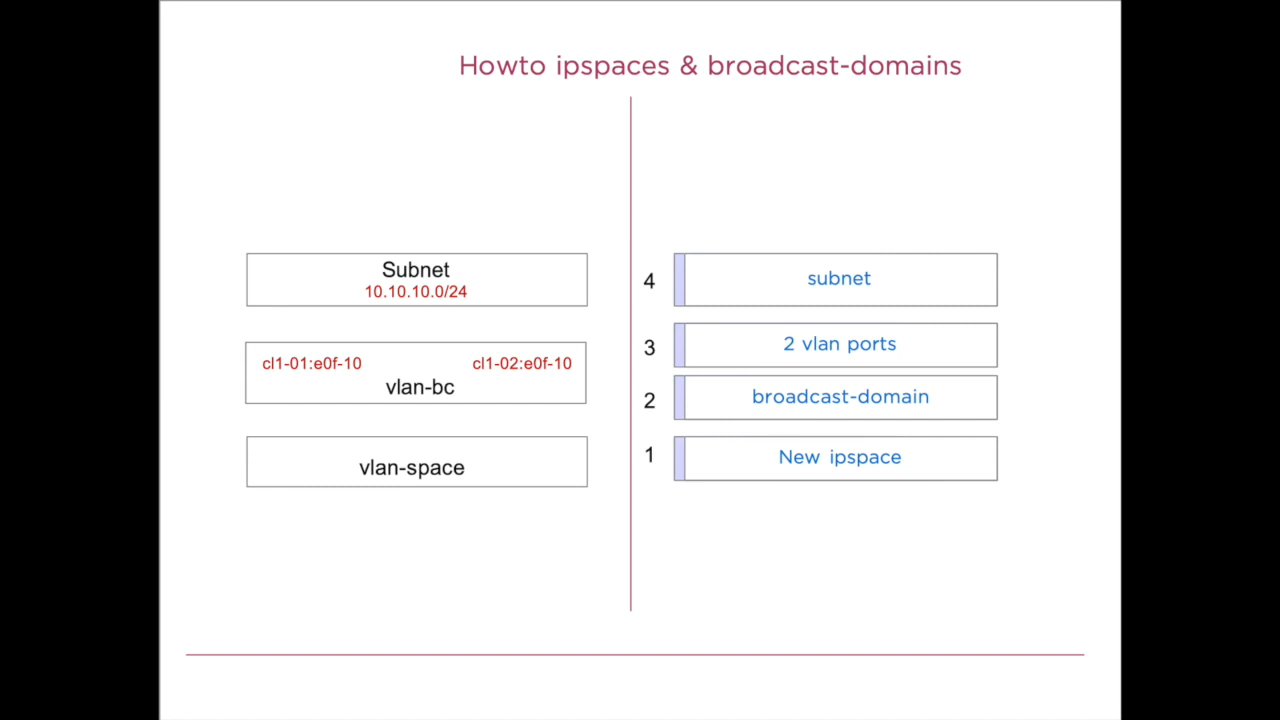 Howto ipspaces & broadcast-domains
Subnet
10.10.10.0/24
cl1-01:e0f-10 cl1-02:e0f-10
vlan-bc
vlan-space
4 subnet
3 2 vlan ports
2 broadcast-domain
1 New ipspace